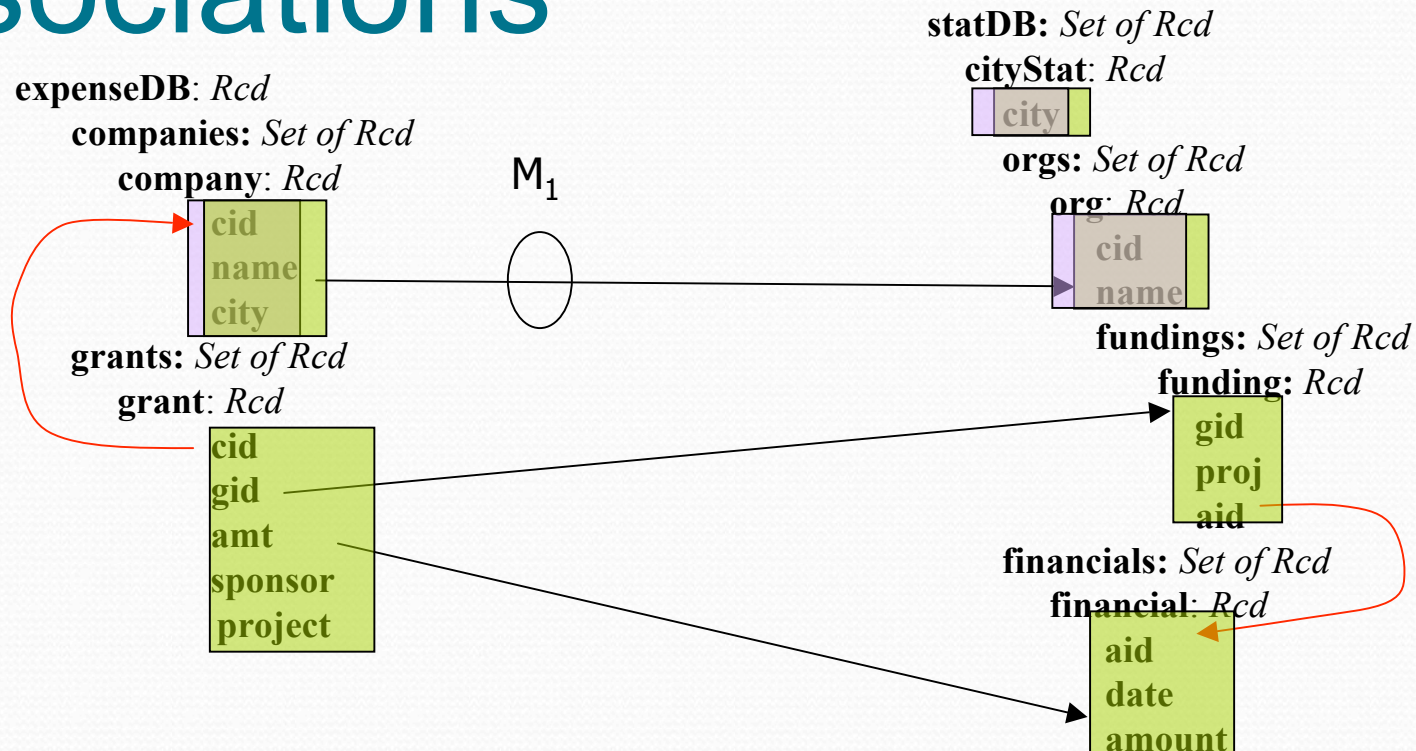 sociations
expenseDB: Rcd
companies: Set of Rcd
company: Rcd
cid
name
city
grants: Set of Rcd
grant: Rcd
cid
gid
amt
sponsor
project
M1
statDB: Set of Rcd
cityStat: Rcd
city
orgs: Set of Rcd
org: Rcd
cid
name
fundings: Set of Rcd
funding: Rcd
gid
proj
aid
financials: Set of Rcd
financial: Rcd
aid
date
amount